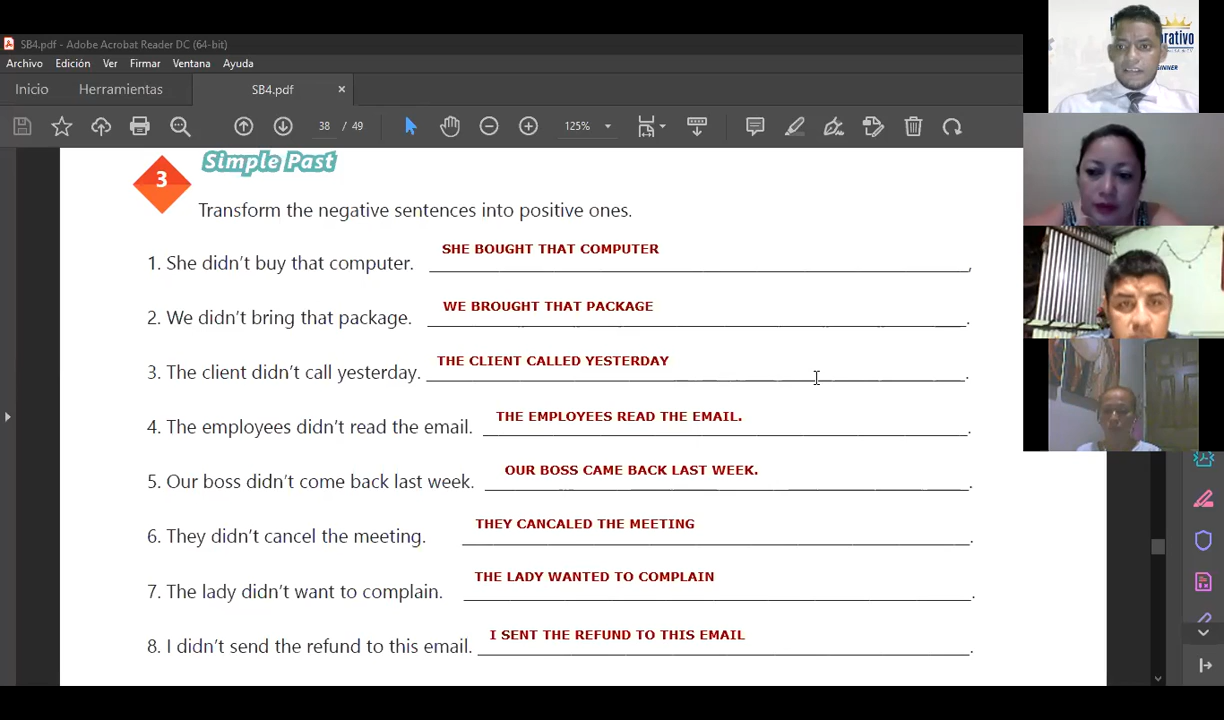 SB4.pdf - Adobe Acrobat Reader DC (64-bit)
Archivo Edición Ver Firmar Ventana Ayuda
Inicio Herramientas SB4.pdf ×
38 / 49 125%
3 Simple Past
Transform the negative sentences into positive ones.
1. She didn't buy that computer. SHE BOUGHT THAT COMPUTER
2. We didn't bring that package. WE BROUGHT THAT PACKAGE
3. The client didn't call yesterday. THE CLIENT CALLED YESTERDAY
4. The employees didn't read the email. THE EMPLOYEES READ THE EMAIL.
5. Our boss didn't come back last week. OUR BOSS CAME BACK LAST WEEK.
6. They didn't cancel the meeting. THEY CANCALED THE MEETING
7. The lady didn't want to complain. THE LADY WANTED TO COMPLAIN
8. I didn't send the refund to this email. I SENT THE REFUND TO THIS EMAIL